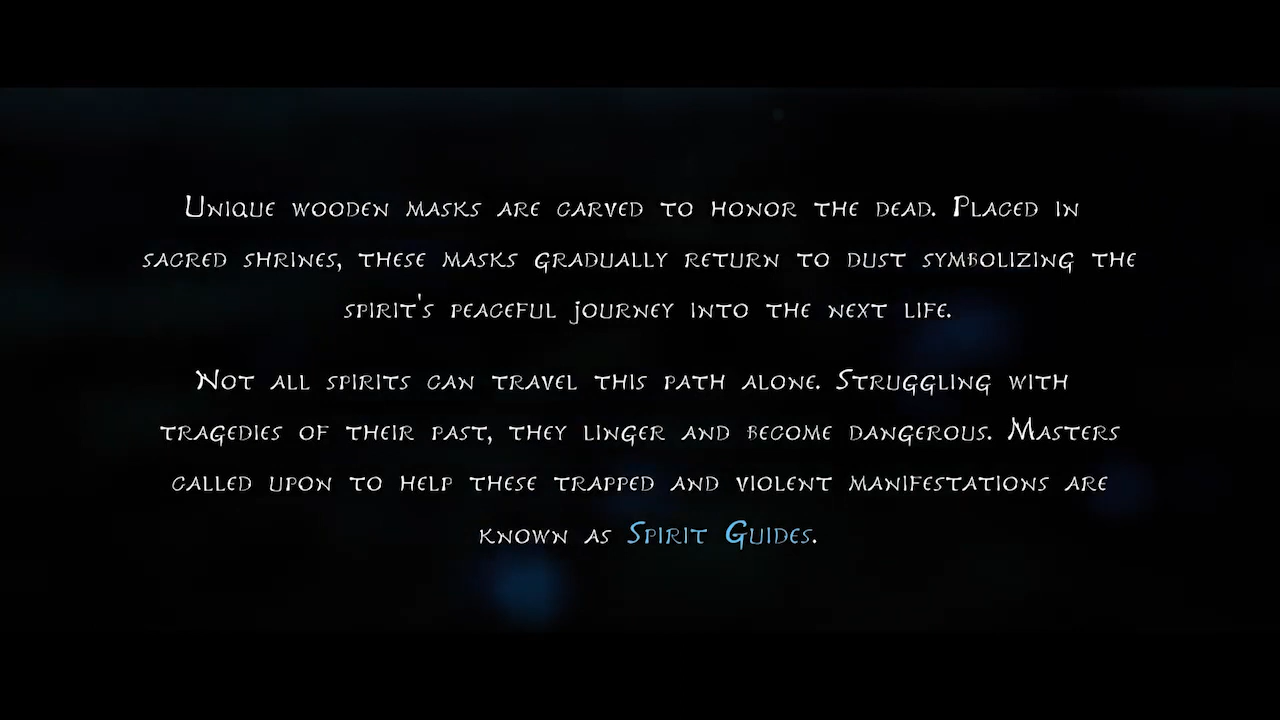 Unique wooden masks are carved to honor the dead. Placed in
sacred shrines, these masks gradually return to dust symbolizing the
spirit's peaceful journey into the next life.
Not all spirits can travel this path alone. Struggling with
tragedies of their past, they linger and become dangerous. Masters
called upon to help these trapped and violent manifestations are
known as Spirit Guides.